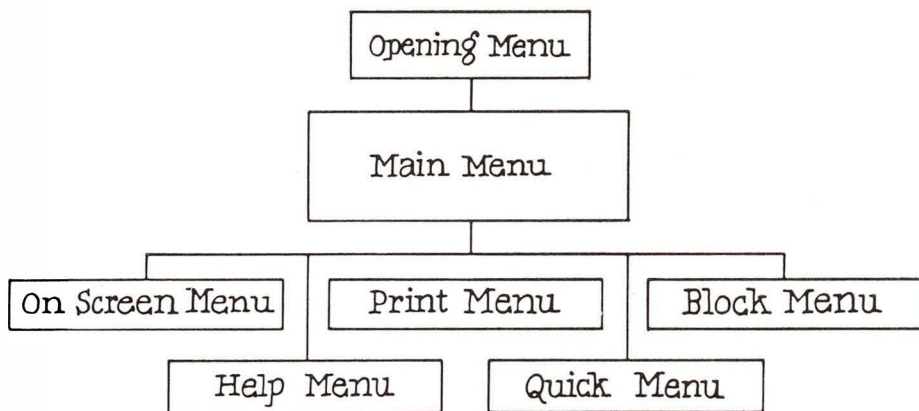 Opening Menu
Main Menu
On Screen Menu
Print Menu
Block Menu
Help Menu
Quick Menu